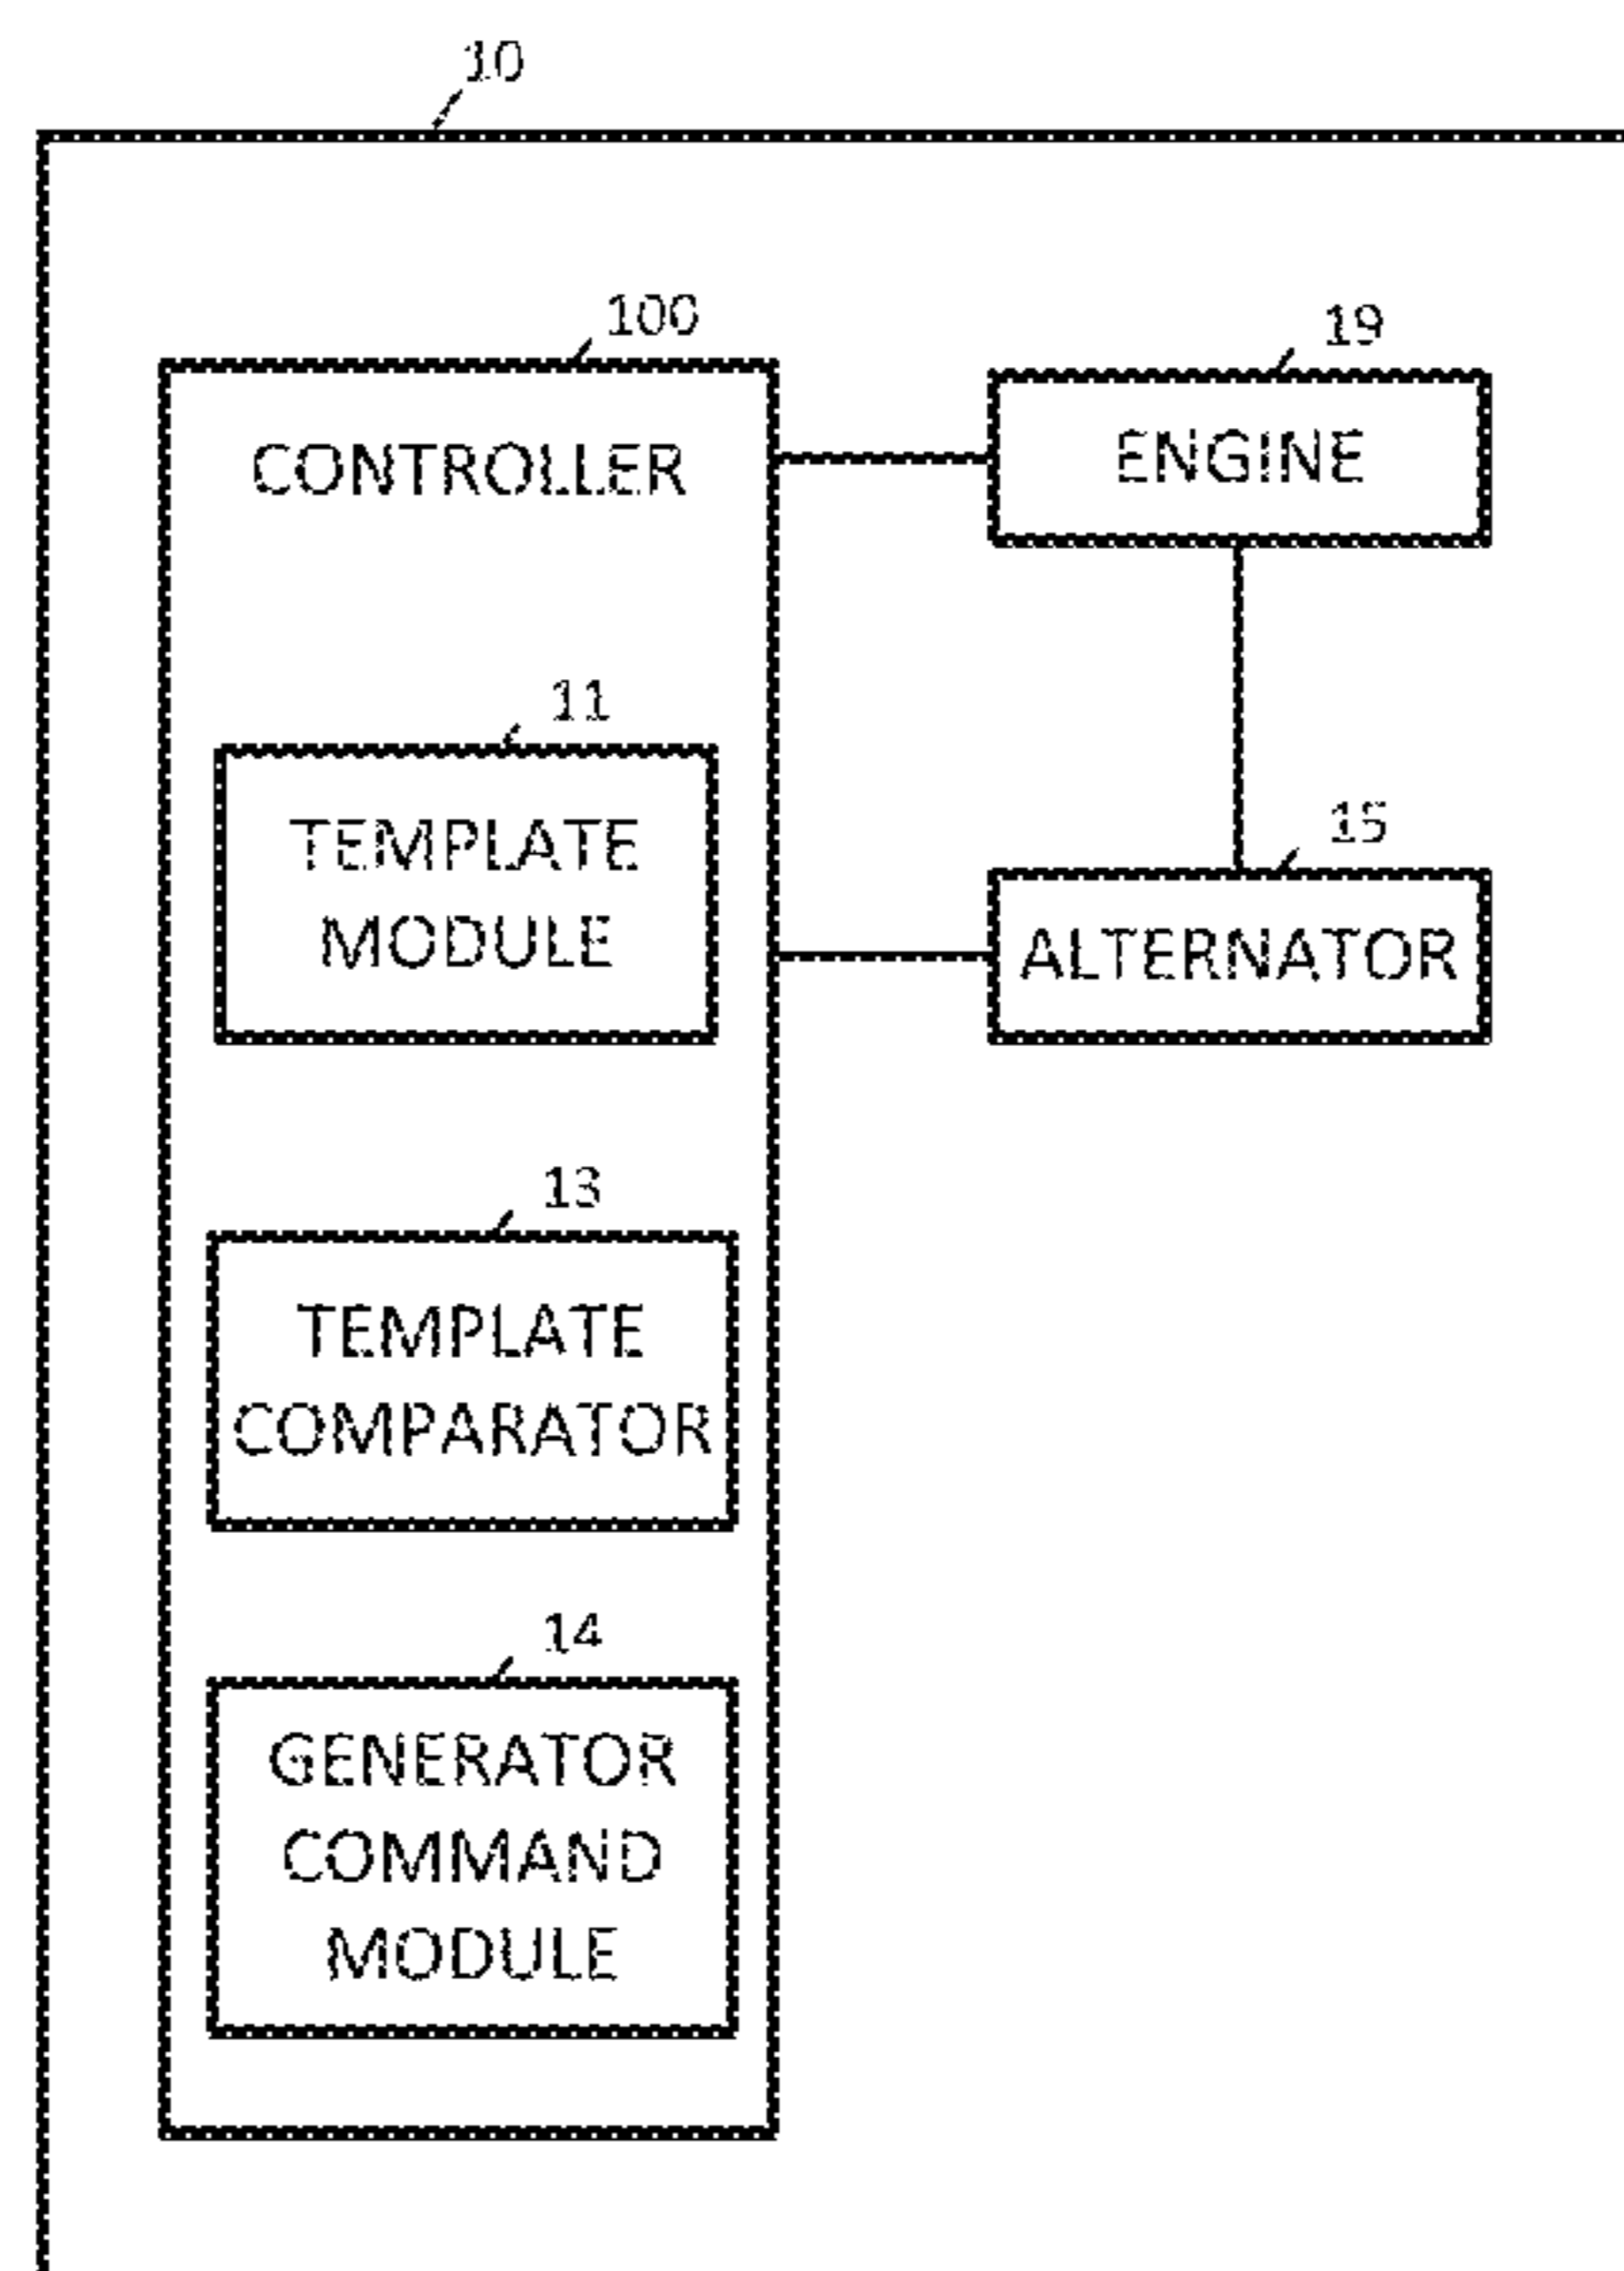 10
100
CONTROLLER
19
ENGINE
11
TEMPLATE
MODULE
15
ALTERNATOR
13
TEMPLATE
COMPARATOR
14
GENERATOR
COMMAND
MODULE